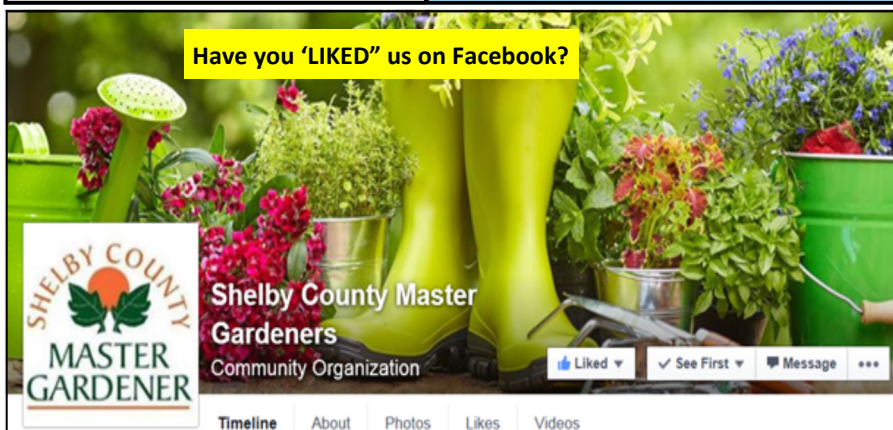 Have you ‘LIKED” us on Facebook?
SHELBY COUNTY
MASTER
GARDENER
Shelby County Master
Gardeners
Community Organization
Liked
See First
Message
Timeline About Photos Likes Videos